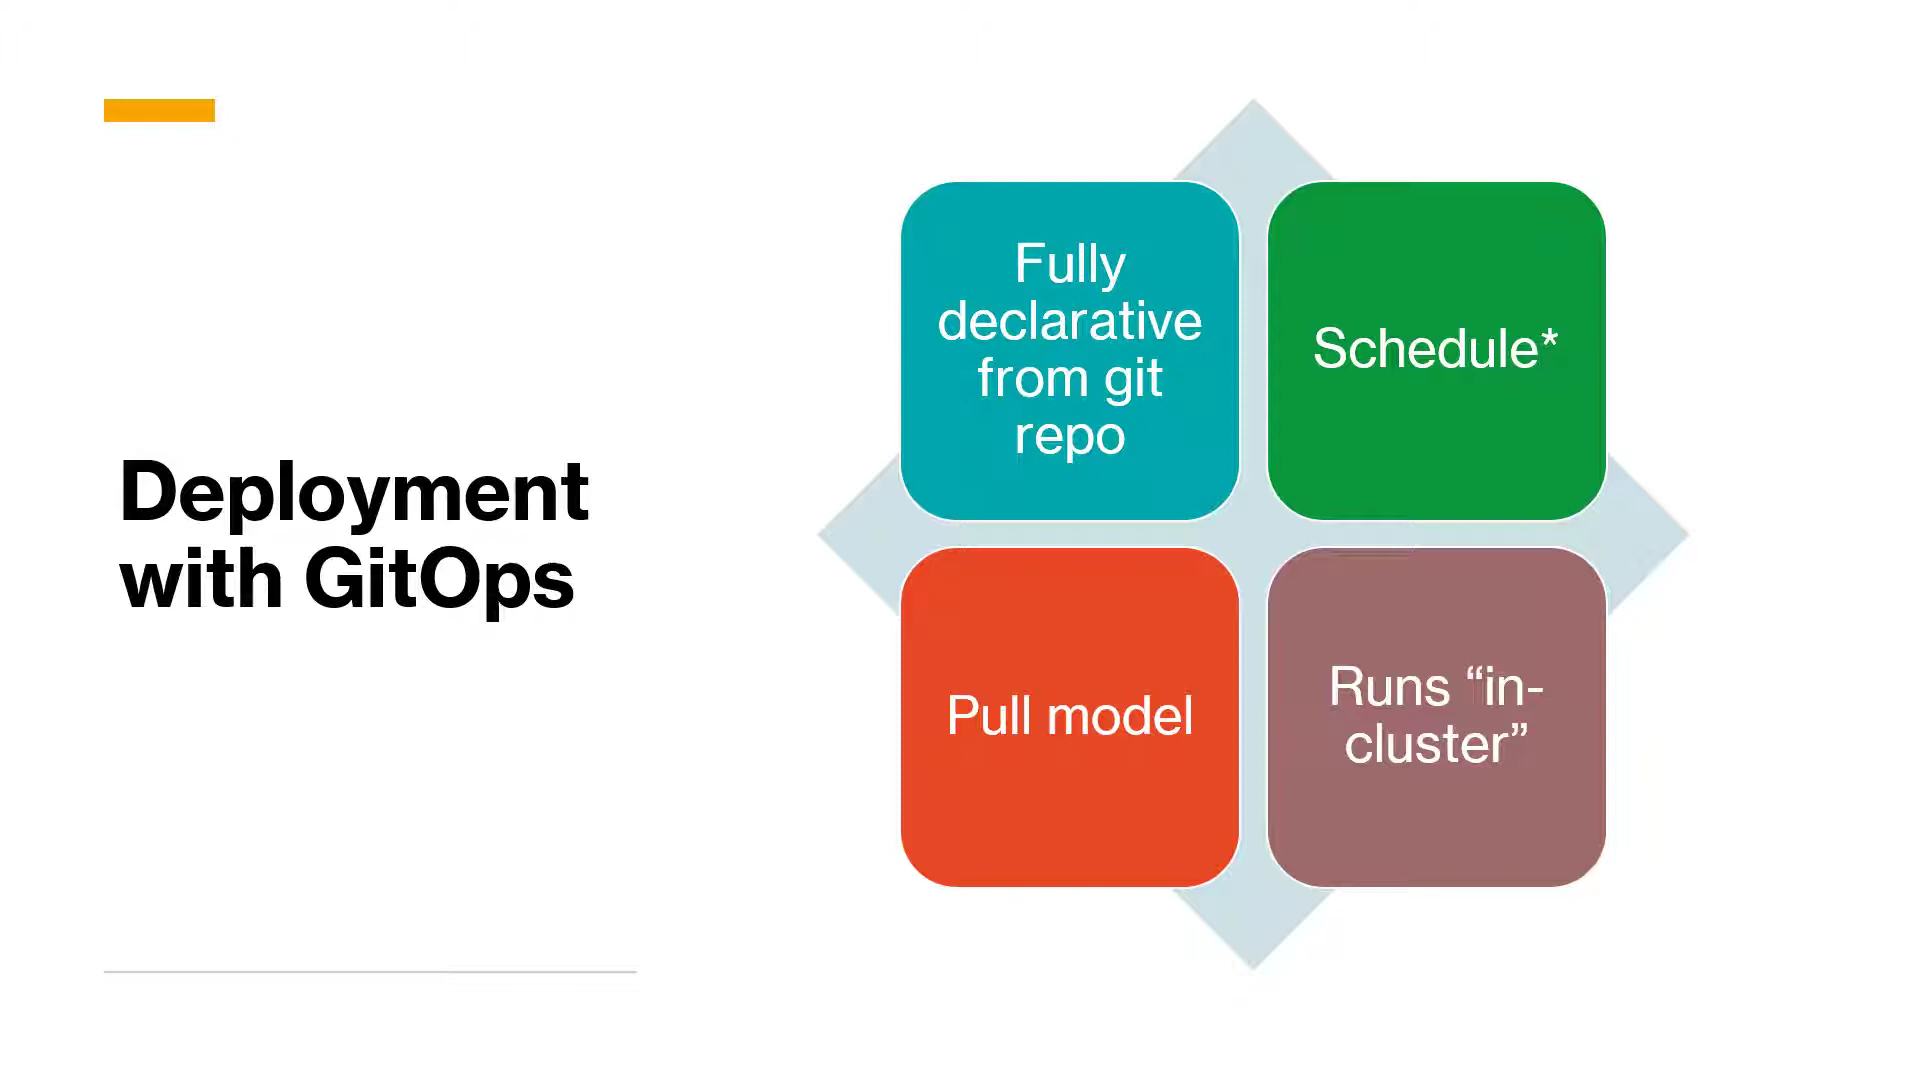 Deployment
with GitOps
Fully
declarative
from git
repo
Schedule*
Pull model
Runs “in-
cluster”